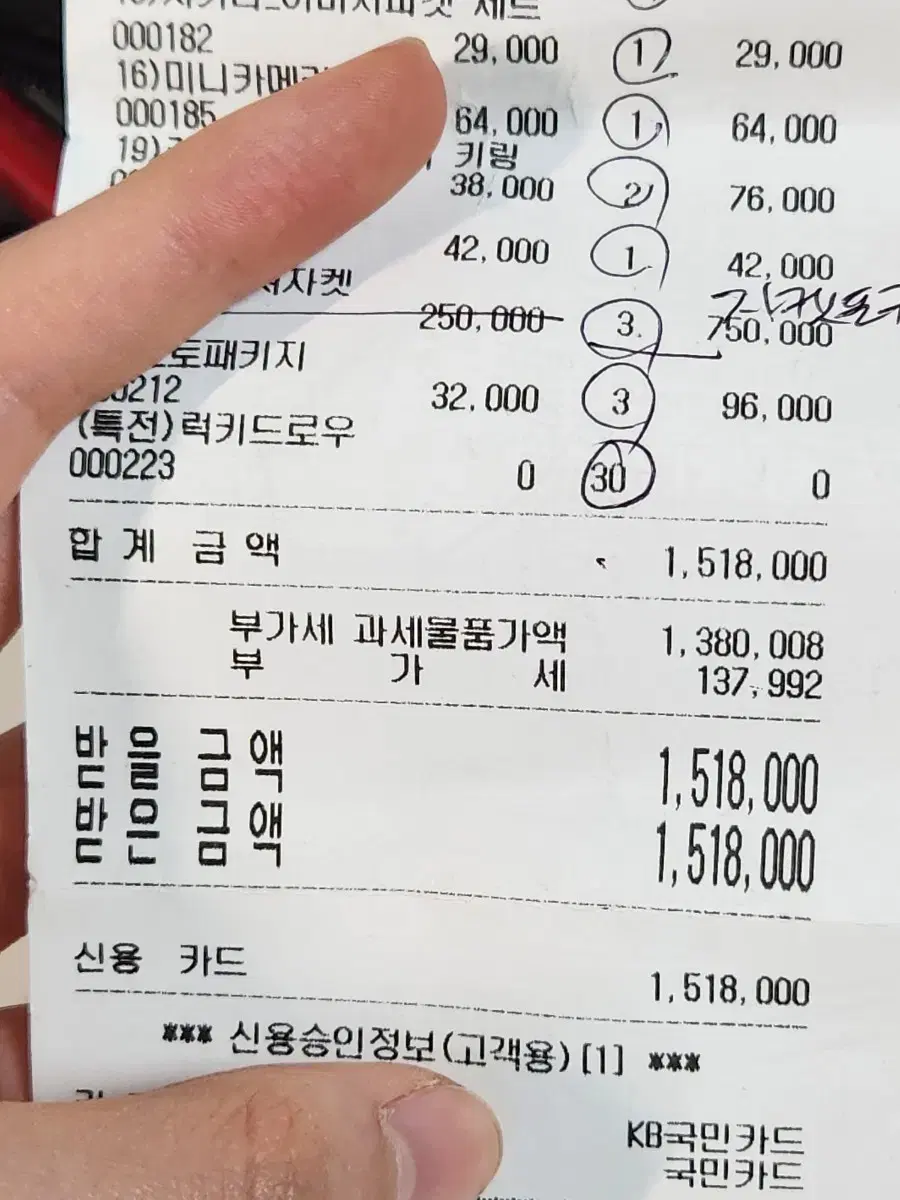 세트
000182 29,000 1 29,000
16)미니카메
000185 64,000 1 64,000
19) 키링
38,000 2 76,000
42,000 1 42,000
자켓
250,000 3 750,000
토패키지
0212 32,000 3 96,000
(특전)럭키드로우
000223 0 30 0
합계 금액 1,518,000
부가세 과세물품가액 1,380,008
부 가 세 137,992
받을금액 1,518,000
받은금액 1,518,000
신용 카드 1,518,000
*** 신용승인정보(고객용)[1] ***
KB국민카드
국민카드